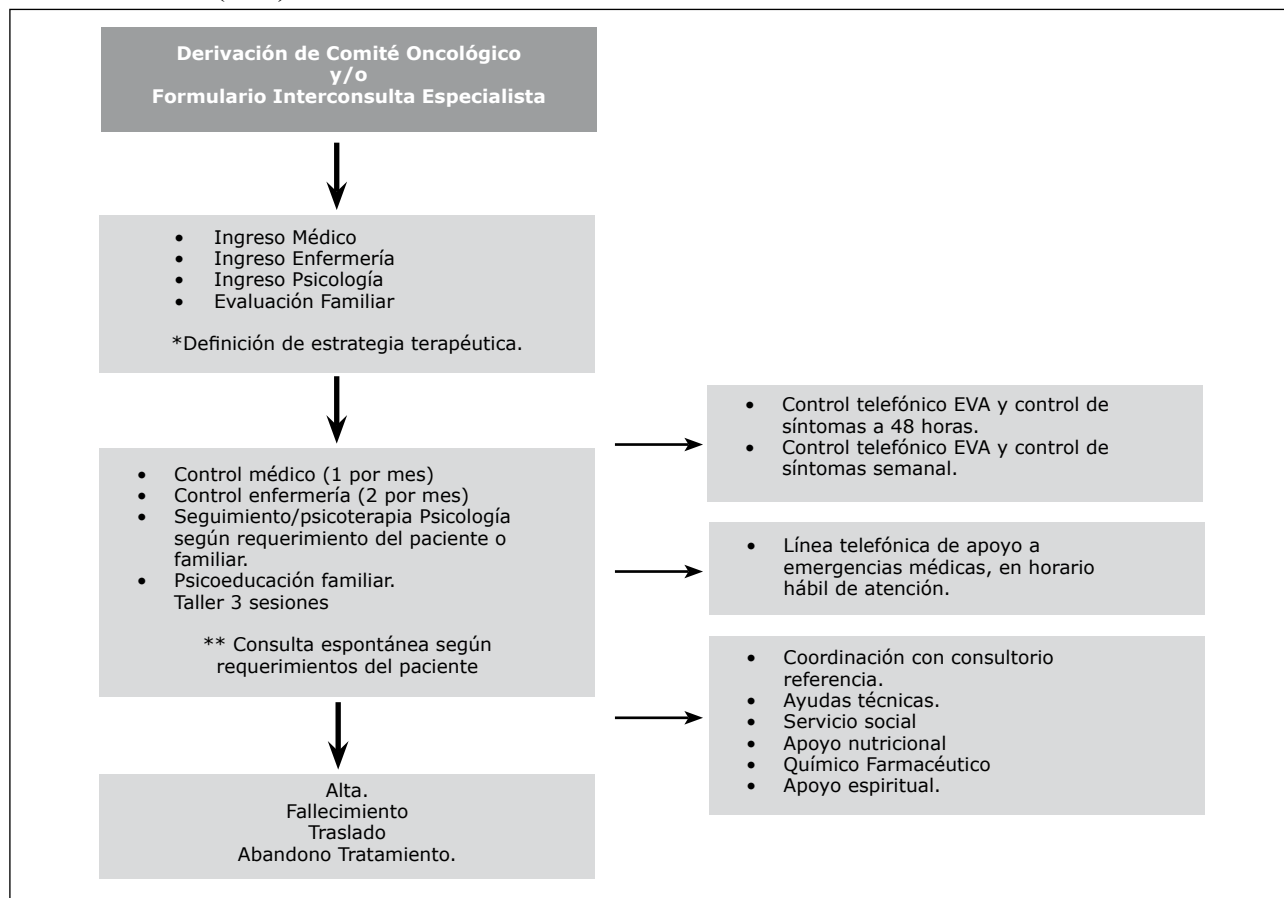 Derivación de Comité Oncológico
y/o
Formulario Interconsulta Especialista
• Ingreso Médico
• Ingreso Enfermería
• Ingreso Psicología
• Evaluación Familiar
*Definición de estrategia terapéutica.
• Control médico (1 por mes)
• Control enfermería (2 por mes)
• Seguimiento/psicoterapia Psicología
según requerimiento del paciente o
familiar.
• Psicoeducación familiar.
Taller 3 sesiones
** Consulta espontánea según
requerimientos del paciente
• Control telefónico EVA y control de
síntomas a 48 horas.
• Control telefónico EVA y control de
síntomas semanal.
• Línea telefónica de apoyo a
emergencias médicas, en horario
hábil de atención.
• Coordinación con consultorio
referencia.
• Ayudas técnicas.
• Servicio social
• Apoyo nutricional
• Químico Farmacéutico
• Apoyo espiritual.
Alta.
Fallecimiento
Traslado
Abandono Tratamiento.